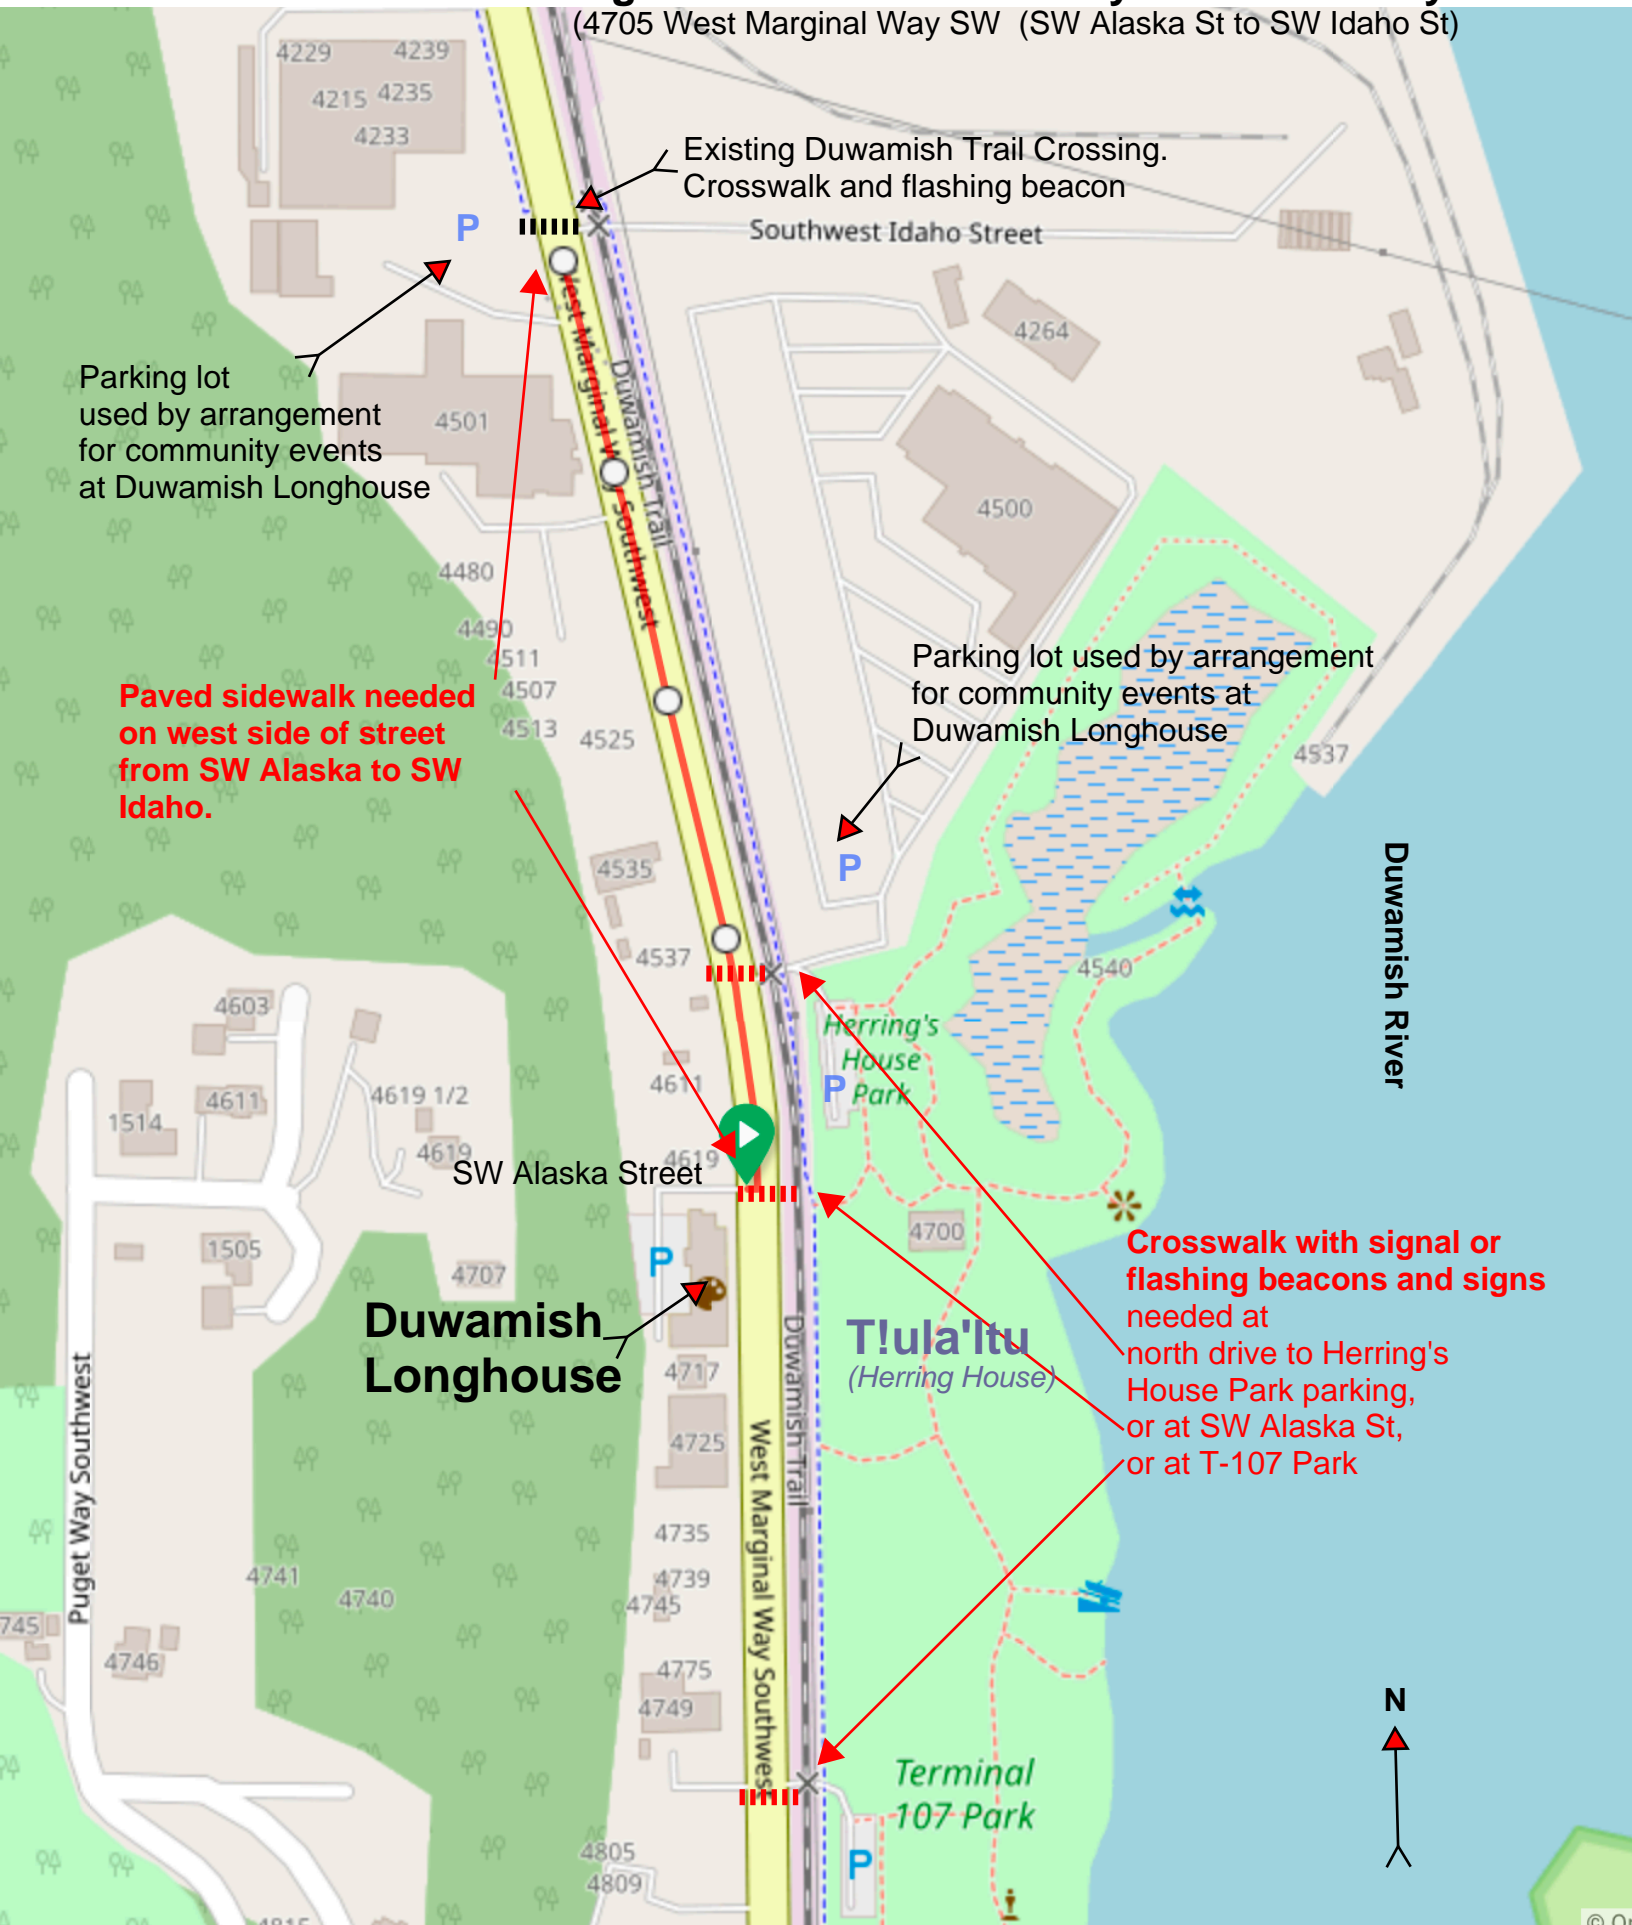 (4705 West Marginal Way SW (SW Alaska St to SW Idaho St)
4229
4239
4215
4235
4233
Existing Duwamish Trail Crossing.
Crosswalk and flashing beacon
P
Southwest Idaho Street
4264
Parking lot
used by arrangement
for community events
at Duwamish Longhouse
4501
West Marginal Way Southwest
Duwamish Trail
4500
4480
4490
4511
4507
4513
4525
Paved sidewalk needed
on west side of street
from SW Alaska to SW
Idaho.
Parking lot used by arrangement
for community events at
Duwamish Longhouse
4537
P
4535
4537
4540
Duwamish River
4603
Herring's
House
Park
P
4611
4619 1/2
4611
1514
4619
4619
SW Alaska Street
4700
1505
4707
P
Crosswalk with signal or
flashing beacons and signs
needed at
north drive to Herring's
House Park parking,
or at SW Alaska St,
or at T-107 Park
Duwamish
Longhouse
T!ula'ltu
(Herring House)
Duwamish Trail
4717
4725
Puget Way Southwest
West Marginal Way Southwest
4735
4739
4745
4741
4740
745
4746
4775
4749
N
Terminal
107 Park
P
4805
4809